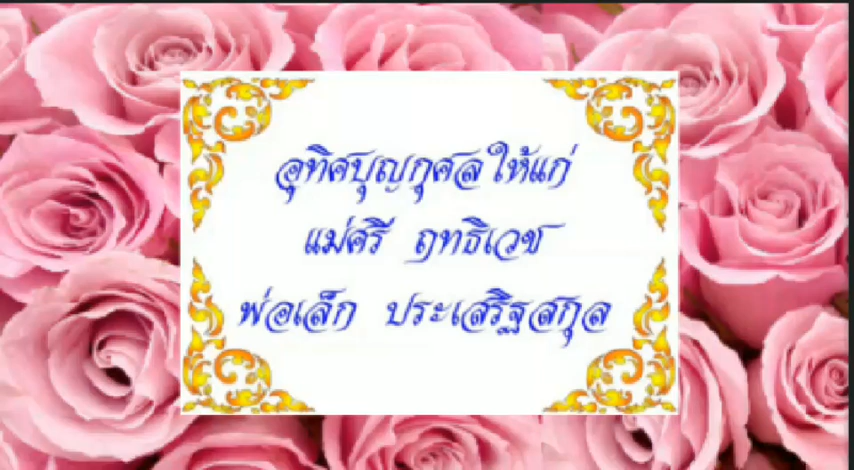 อุทิศบุญกุศลให้แก่
แม่ศรี ฤทธิเวช
พ่อเล็ก ประเสริฐสกุล